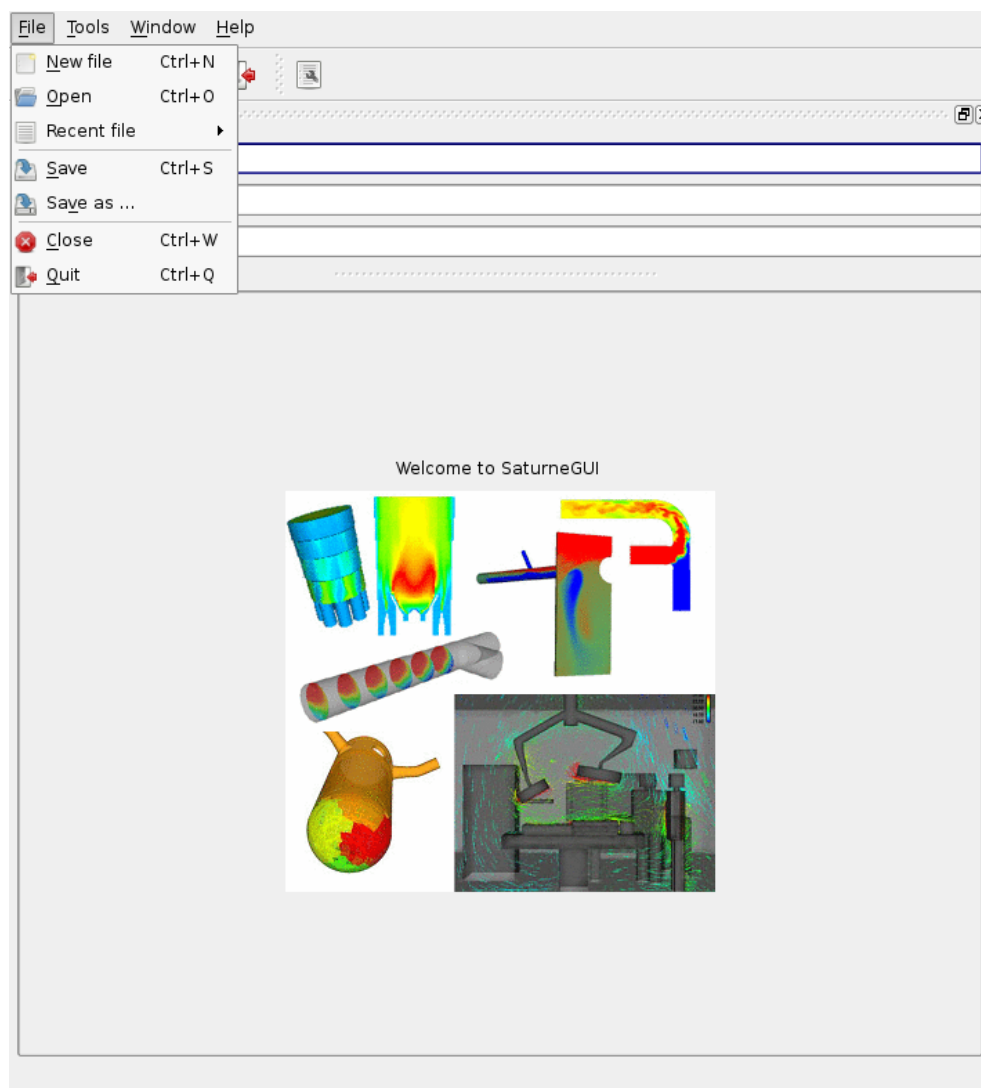 File Tools Window Help
New file Ctrl+N
Open Ctrl+O
Recent file
Save Ctrl+S
Save as ...
Close Ctrl+W
Quit Ctrl+Q
Welcome to SaturneGUI